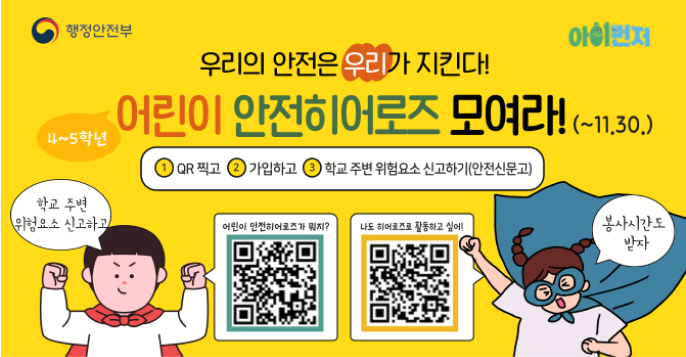 행정안전부
아이먼저
우리의 안전은 우리가 지킨다!
4~5학년
어린이 안전히어로즈 모여라! (~11.30.)
1 QR 찍고 2 가입하고 3 학교 주변 위험요소 신고하기(안전신문고)
학교 주변
위험요소 신고하고
어린이 안전히어로즈가 뭐지?
나도 히어로즈로 활동하고 싶어!
봉사시간도
받자